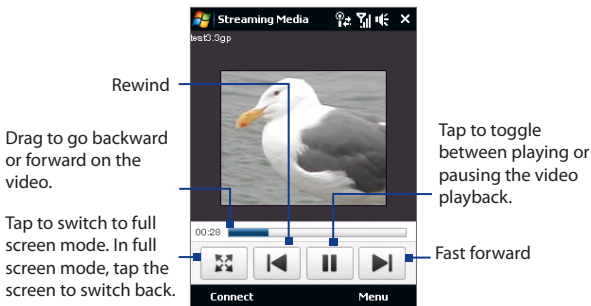 Streaming Media
test3.3gp
Rewind
Drag to go backward
or forward on the
video.
Tap to toggle
between playing or
pausing the video
playback.
00:28
Tap to switch to full
screen mode. In full
screen mode, tap the
screen to switch back.
Fast forward
Connect Menu